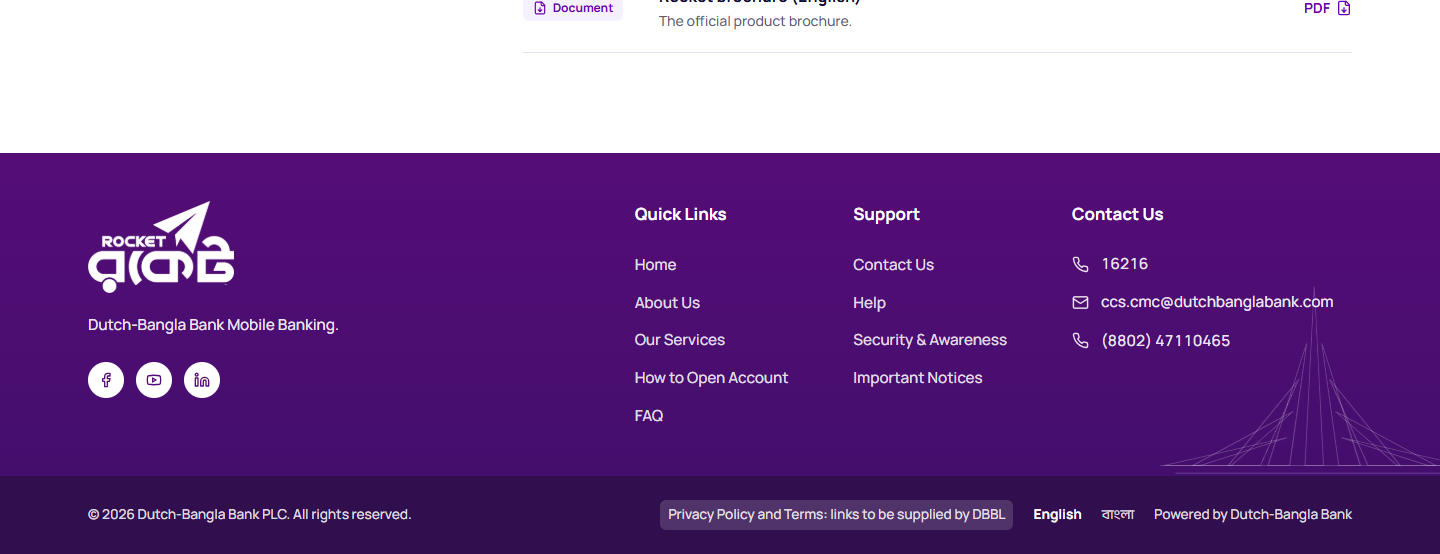 Document
Rocket brochure (English)
The official product brochure.
PDF
ROCKET
রকেট
Dutch-Bangla Bank Mobile Banking.
Quick Links
Home
About Us
Our Services
How to Open Account
FAQ
Support
Contact Us
Help
Security & Awareness
Important Notices
Contact Us
16216
ccs.cmc@dutchbanglabank.com
(8802) 47110465
© 2026 Dutch-Bangla Bank PLC. All rights reserved.
Privacy Policy and Terms: links to be supplied by DBBL
English
বাংলা
Powered by Dutch-Bangla Bank